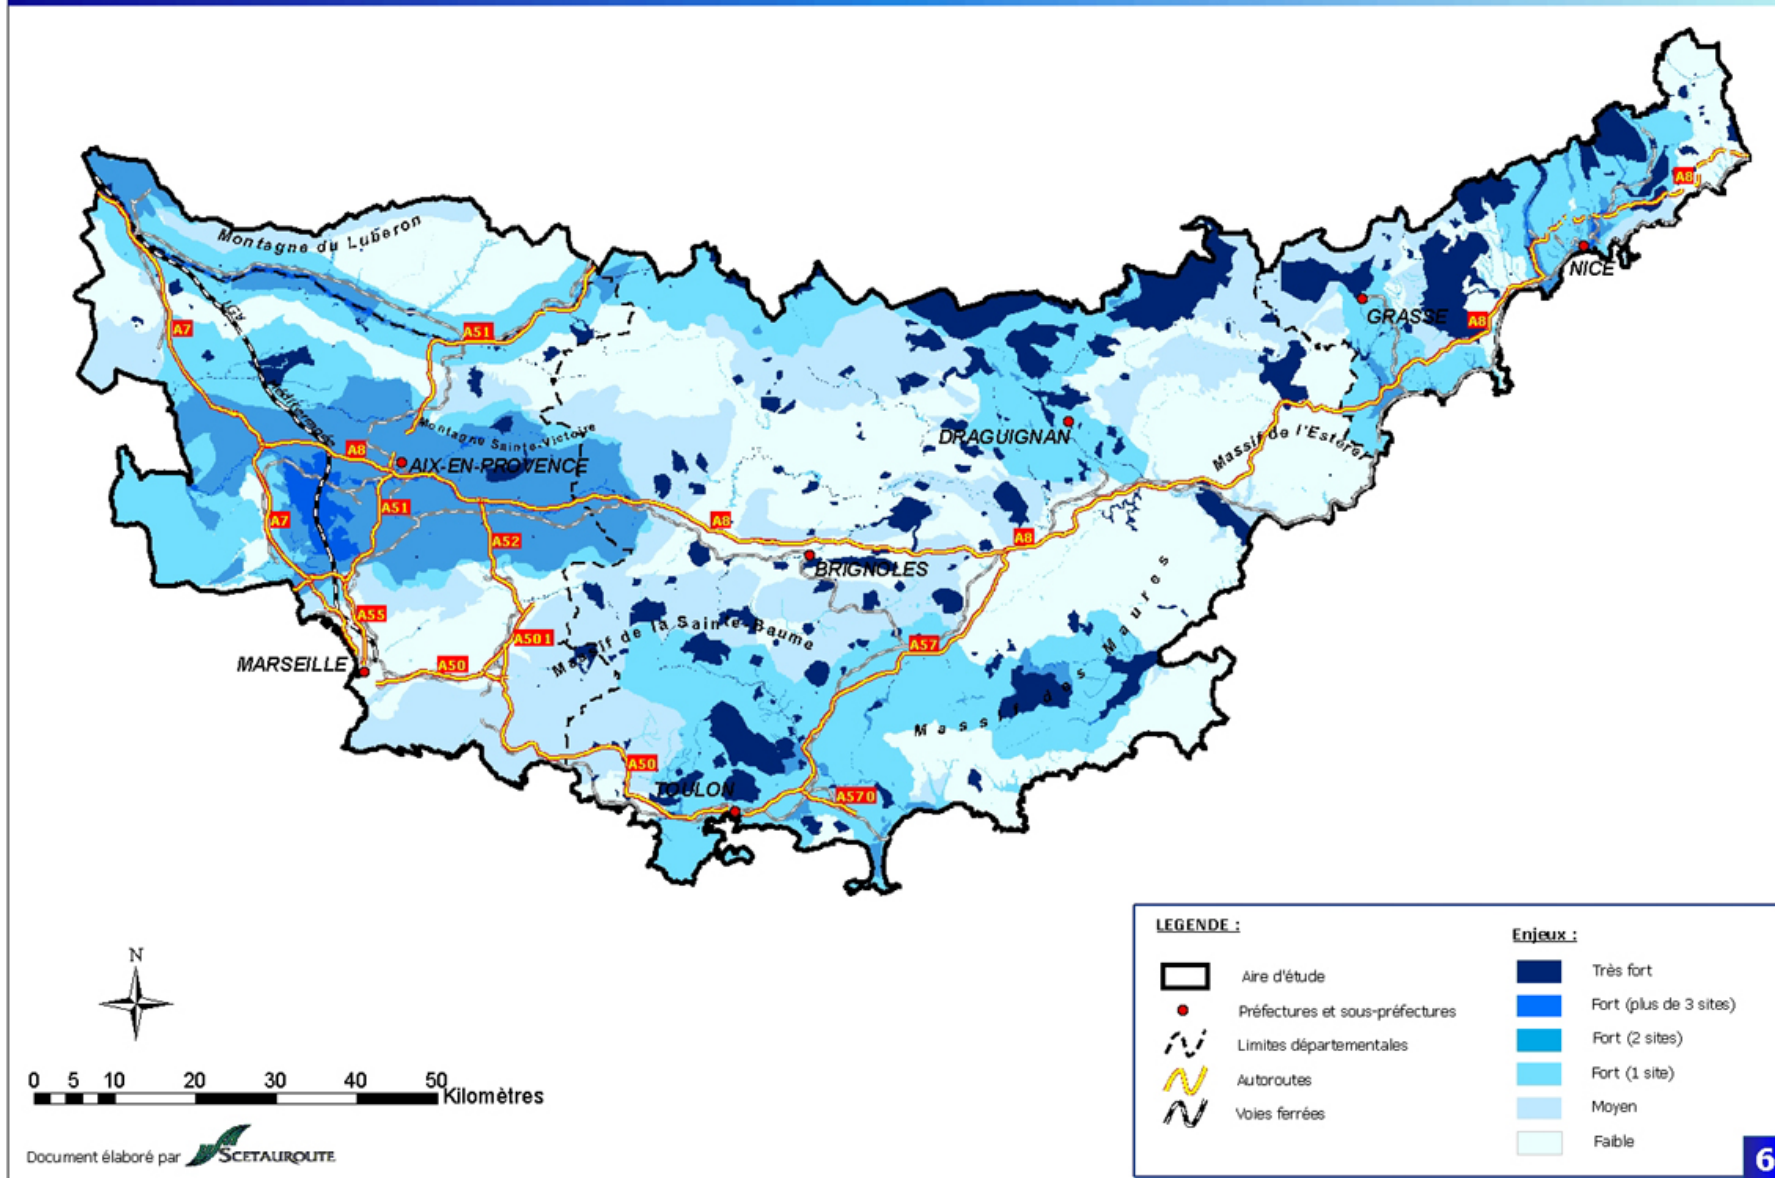 Montagne du Luberon
A8
NICE
GRASSE
A8
A7
A51
LGV
Méditerranée
Montagne Sainte-Victoire
A8
AIX-EN-PROVENCE
DRAGUIGNAN
Massif de l'Estérel
A51
A7
A52
A8
A8
BRIGNOLES
A55
A501
Massif de la Sainte-Baume
A57
Massif des Maures
MARSEILLE
A50
A50
TOULON
A570
N
0 5 10 20 30 40 50
Kilomètres
Document élaboré par SCETAUROUTE
LEGENDE :
Aire d'étude
Préfectures et sous-préfectures
Limites départementales
Autoroutes
Voies ferrées
Enjeux :
Très fort
Fort (plus de 3 sites)
Fort (2 sites)
Fort (1 site)
Moyen
Faible
6